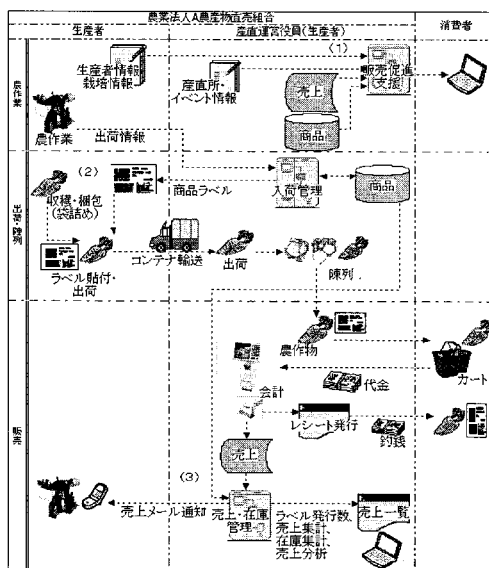 農業法人A農産物直売組合
生産者
産直運営役員(生産者)
消費者
農作業
(1)
生産者情報
栽培情報
産直所・
イベント情報
販売促進
支援
売上
商品
農作業
出荷情報
出荷・陳列
(2)
収穫・梱包
(袋詰め)
商品ラベル
入荷管理
商品
ラベル貼付・
出荷
コンテナ輸送
出荷
陳列
販売
農作物
会計
代金
カート
レシート発行
釣銭
売上
(3)
売上メール通知
売上・在庫
管理
ラベル発行数、
売上集計、
在庫集計、
売上分析
売上一覧